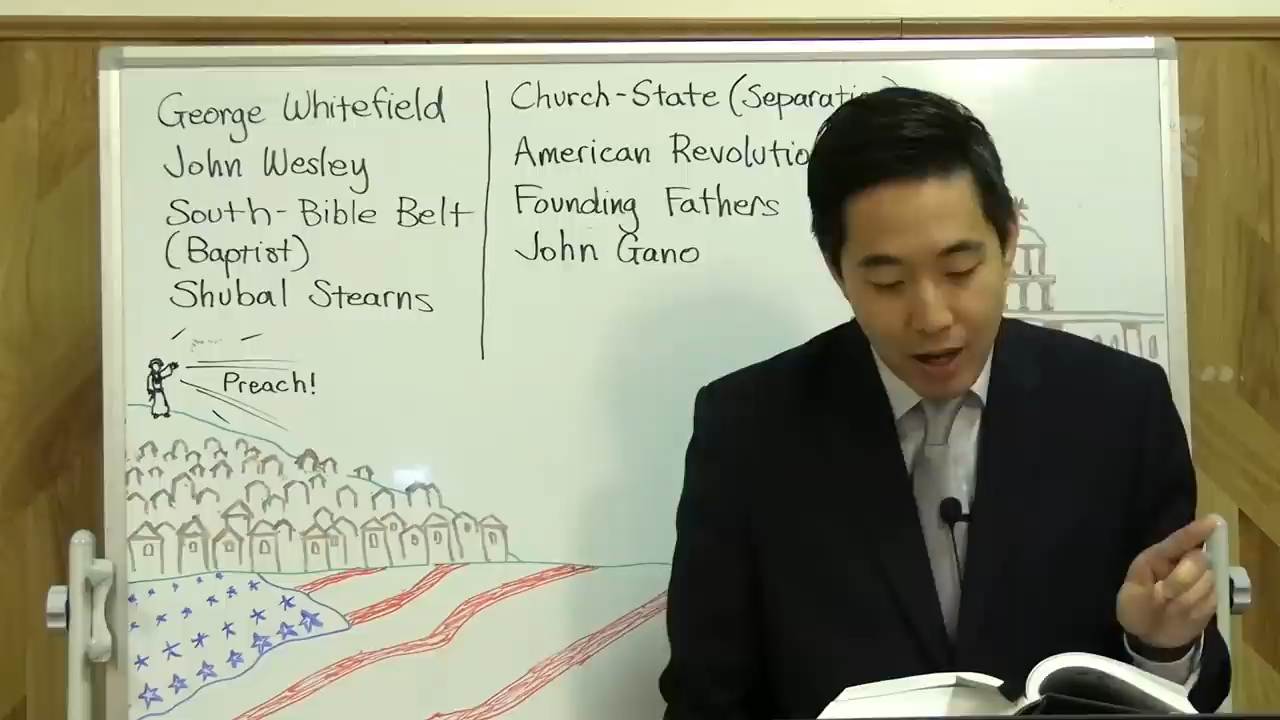 George Whitefield
John Wesley
South-Bible Belt
(Baptist)
Shubal Stearns
Preach!
Church-State (Separati
American Revolutio
Founding Fathers
John Gano